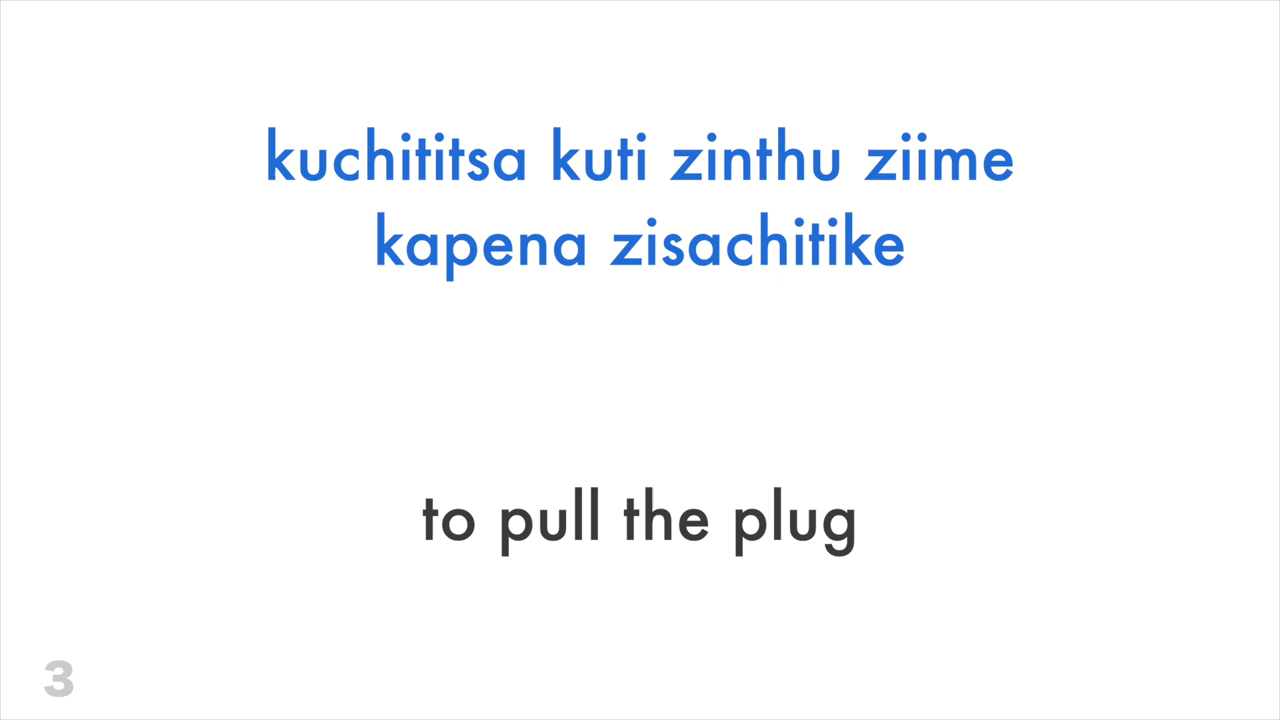 kuchititsa kuti zinthu ziime
kapena zisachitike
to pull the plug
3